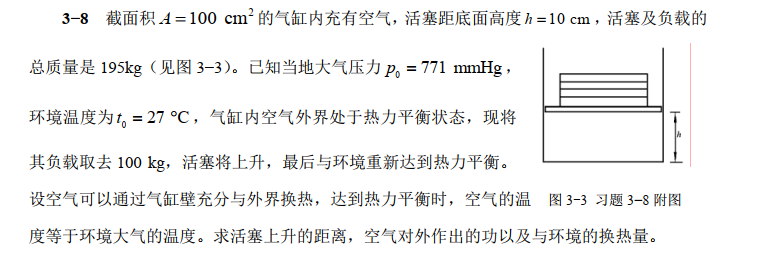 3−8 截面积 A = 100 cm² 的气缸内充有空气，活塞距底面高度 h = 10 cm，活塞及负载的
总质量是 195kg（见图 3−3）。已知当地大气压力 p₀ = 771 mmHg，
环境温度为 t₀ = 27 °C，气缸内空气外界处于热力平衡状态，现将
其负载取去 100 kg，活塞将上升，最后与环境重新达到热力平衡。
设空气可以通过气缸壁充分与外界换热，达到热力平衡时，空气的温
度等于环境大气的温度。求活塞上升的距离，空气对外作出的功以及与环境的换热量。
h
图 3−3 习题 3−8 附图